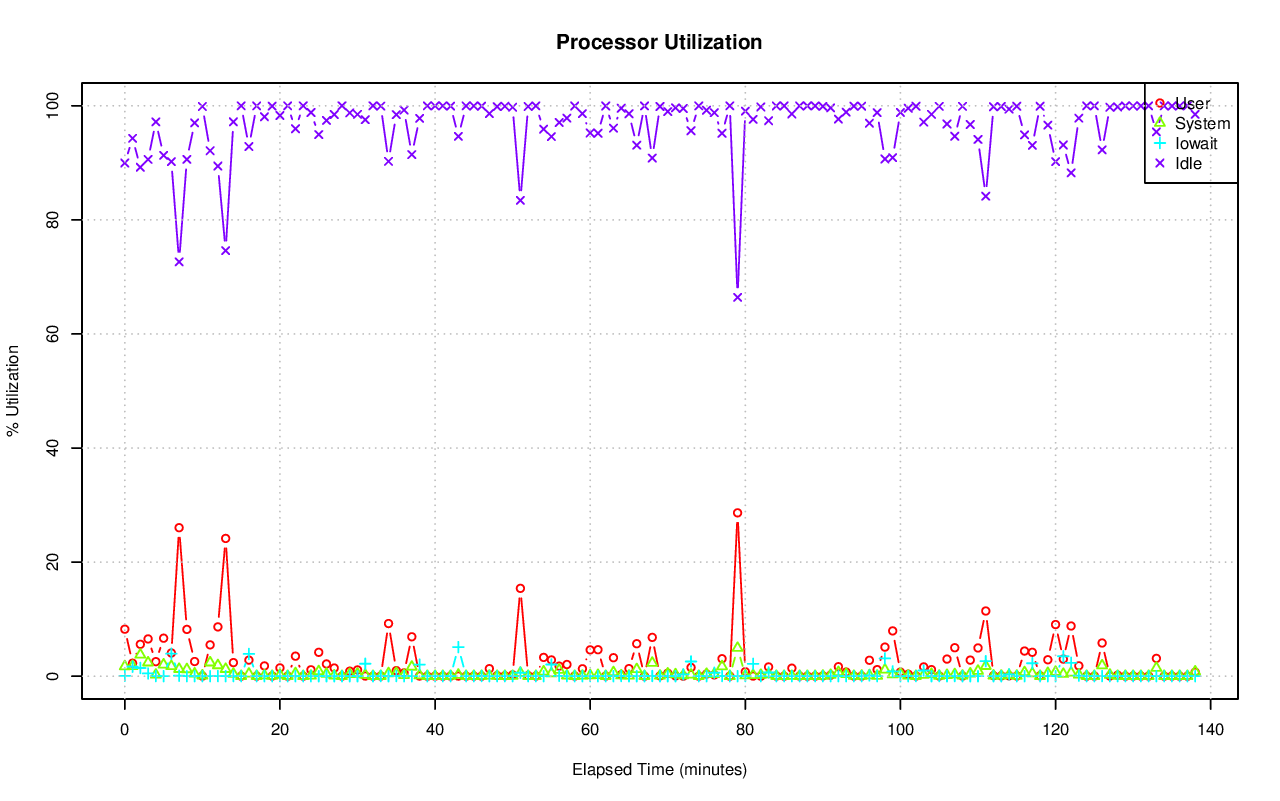 Processor Utilization
% Utilization
100
80
60
40
20
0
User
System
Iowait
Idle
0 20 40 60 80 100 120 140
Elapsed Time (minutes)